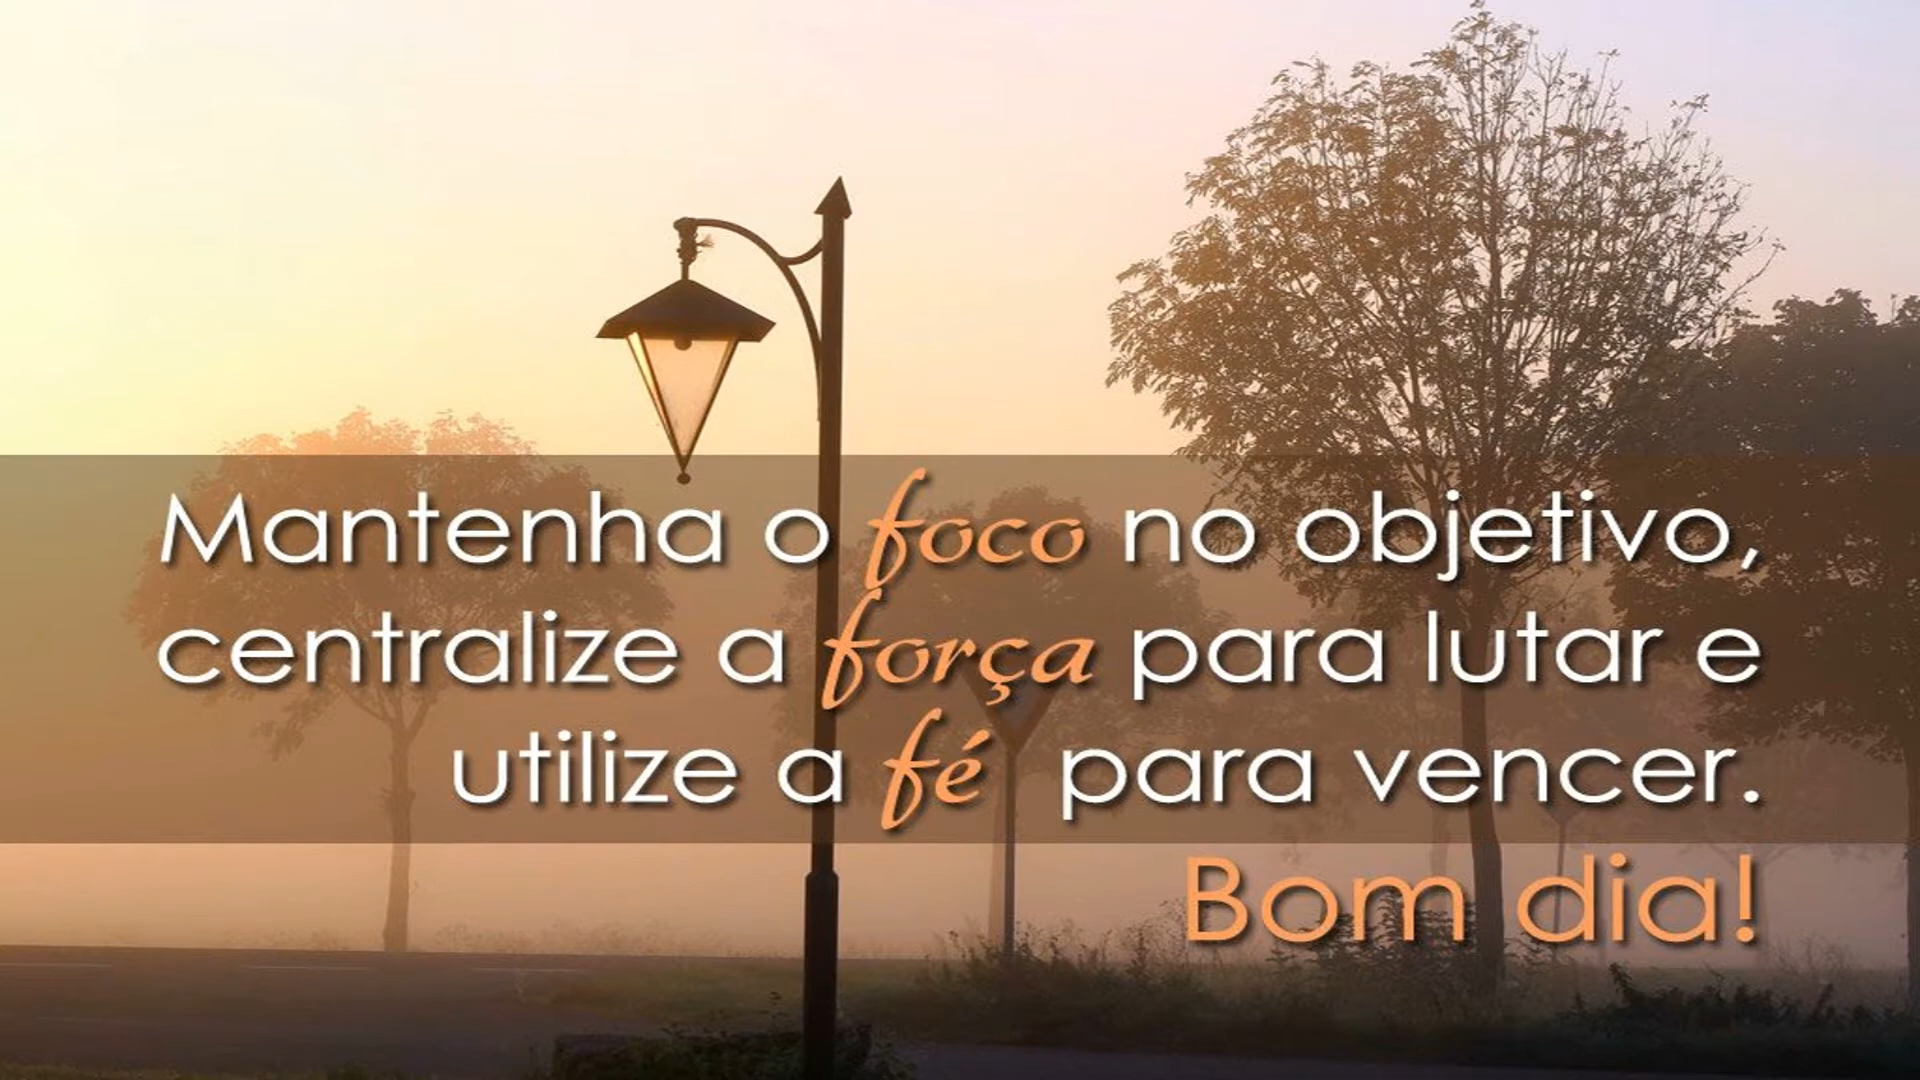 Mantenha o foco no objetivo,
centralize a força para lutar e
utilize a fé para vencer.
Bom dia!